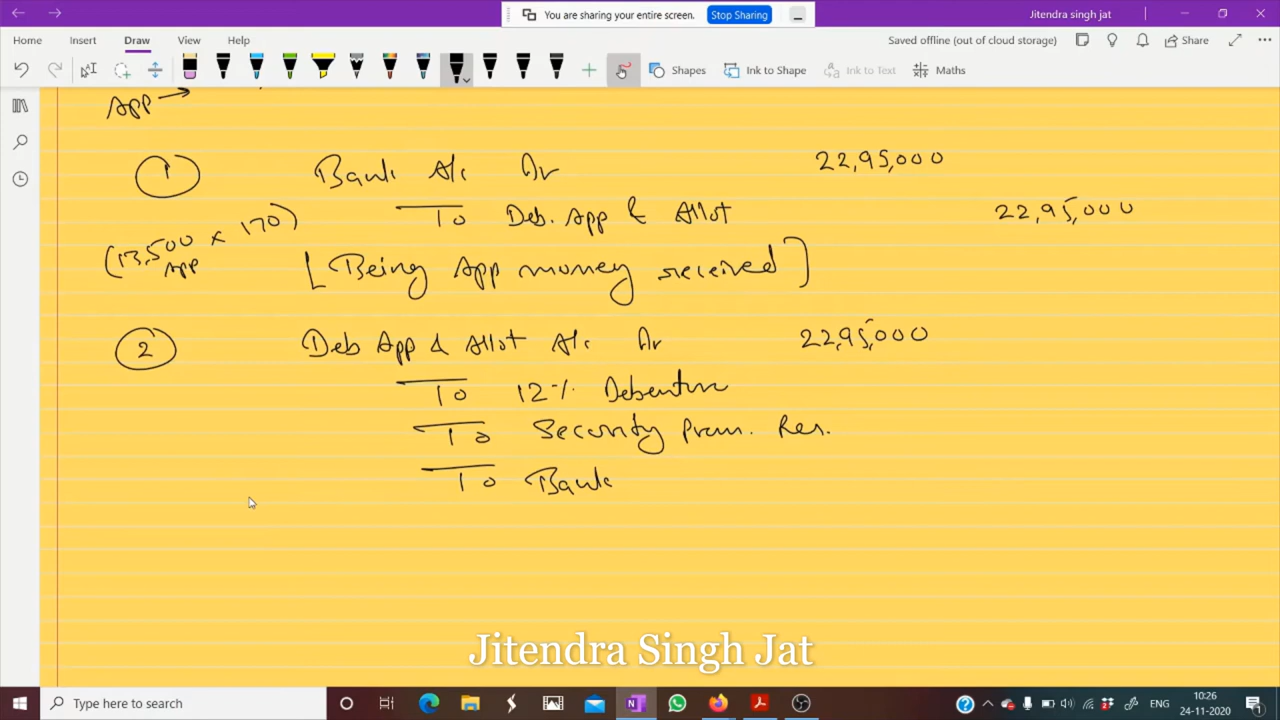 You are sharing your entire screen. Stop Sharing
Jitendra singh jat
Home Insert Draw View Help
Saved offline (out of cloud storage) Share
Shapes Ink to Shape Ink to Text Maths
App →
1 Bank A/c Dr 22,95,000
To Deb. App & Allot 22,95,000
(13,500 × 170)
App
[Being App money received]
2 Deb App & Allot A/c Dr 22,95,000
To 12% Debenture
To Security Prem. Res.
To Bank
Jitendra Singh Jat
Type here to search
ENG
10:26
24-11-2020